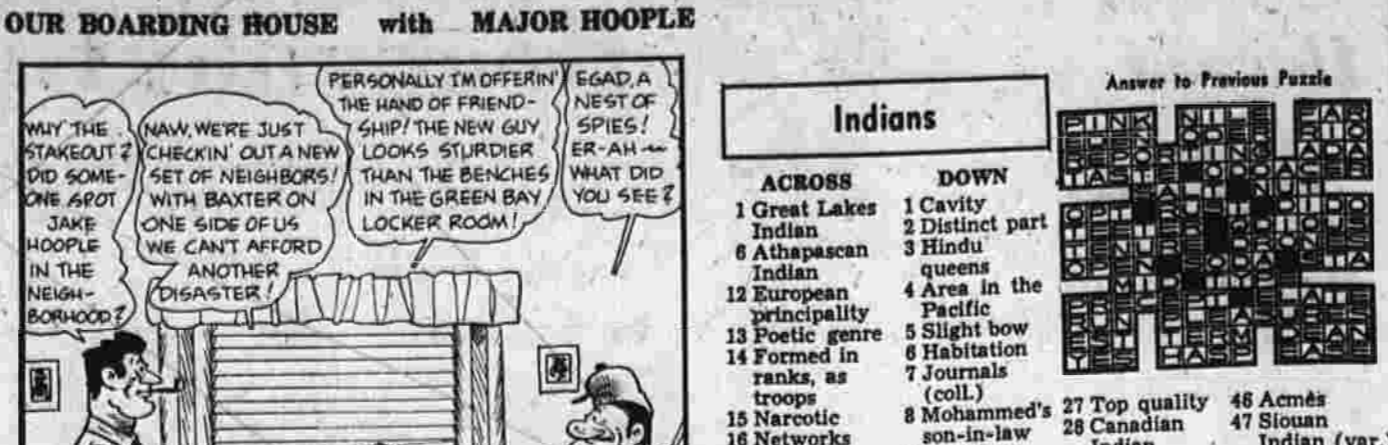 OUR BOARDING HOUSE with MAJOR HOOPLE
WHY THE
STAKEOUT?
DID SOME-
ONE SPOT
JAKE
HOOPLE
IN THE
NEIGH-
BORHOOD?
NAW, WE'RE JUST
CHECKIN' OUT A NEW
SET OF NEIGHBORS!
WITH BAXTER ON
ONE SIDE OF US
WE CAN'T AFFORD
ANOTHER
DISASTER!
PERSONALLY I'M OFFERIN'
THE HAND OF FRIEND-
SHIP! THE NEW GUY
LOOKS STURDIER
THAN THE BENCHES
IN THE GREEN BAY
LOCKER ROOM!
EGAD, A
NEST OF
SPIES!
ER-AH~
WHAT DID
YOU SEE?
Indians
ACROSS
1 Great Lakes
Indian
6 Athapascan
Indian
12 European
principality
13 Poetic genre
14 Formed in
ranks, as
troops
15 Narcotic
16 Networks
DOWN
1 Cavity
2 Distinct part
3 Hindu
queens
4 Area in the
Pacific
5 Slight bow
6 Habitation
7 Journals
(coll.)
8 Mohammed's
son-in-law
Answer to Previous Puzzle
27 Top quality
28 Canadian
Indian
46 Acmes
47 Siouan
Indian (var.